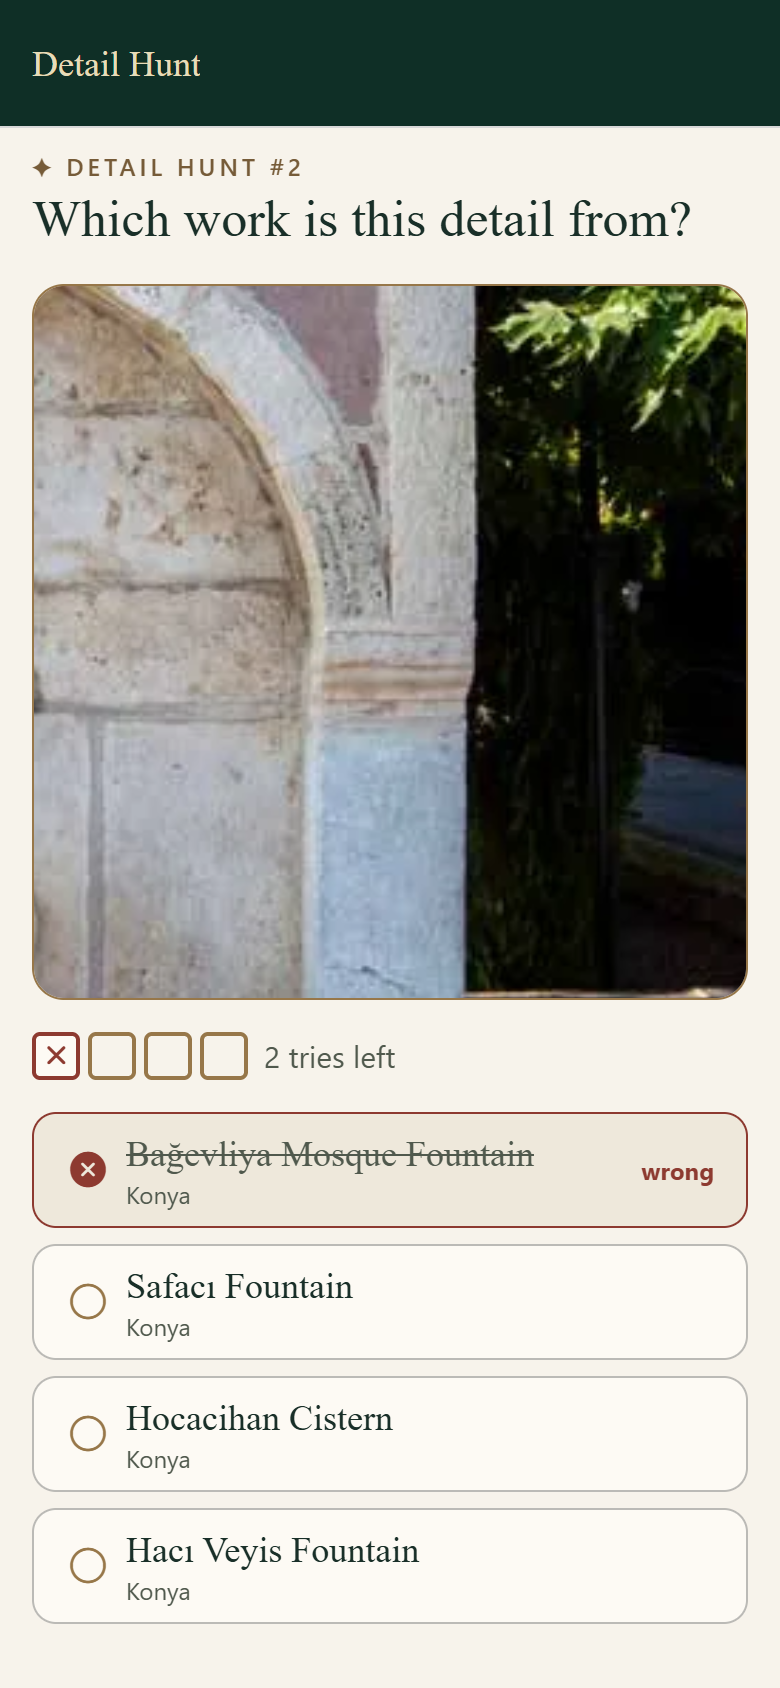 Detail Hunt
✦ DETAIL HUNT #2
Which work is this detail from?
2 tries left
Bağevliya Mosque Fountain
Konya
wrong
Safacı Fountain
Konya
Hocacihan Cistern
Konya
Hacı Veyis Fountain
Konya